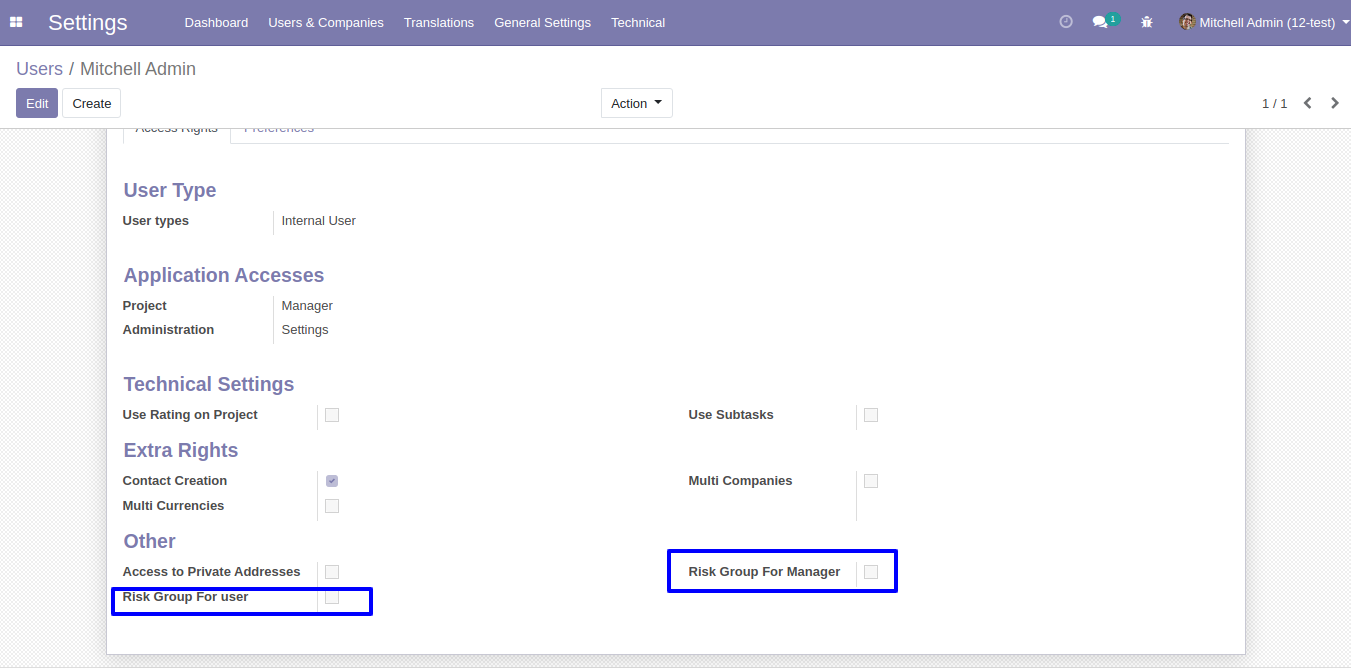 Settings Dashboard Users & Companies Translations General Settings Technical 1 Mitchell Admin (12-test)
Users / Mitchell Admin
Edit Create Action 1 / 1
Access Rights Preferences
User Type
User types Internal User
Application Accesses
Project Manager
Administration Settings
Technical Settings
Use Rating on Project Use Subtasks
Extra Rights
Contact Creation Multi Companies
Multi Currencies
Other
Access to Private Addresses Risk Group For Manager
Risk Group For user